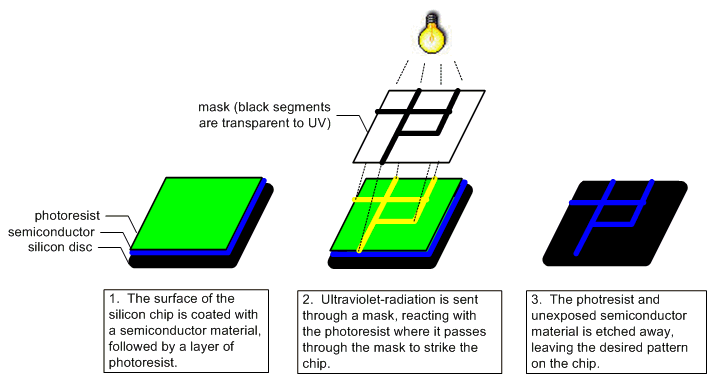 mask (black segments
are transparent to UV)
photoresist
semiconductor
silicon disc
1. The surface of the
silicon chip is coated with
a semiconductor material,
followed by a layer of
photoresist.
2. Ultraviolet-radiation is sent
through a mask, reacting with
the photoresist where it passes
through the mask to strike the
chip.
3. The photresist and
unexposed semiconductor
material is etched away,
leaving the desired pattern
on the chip.